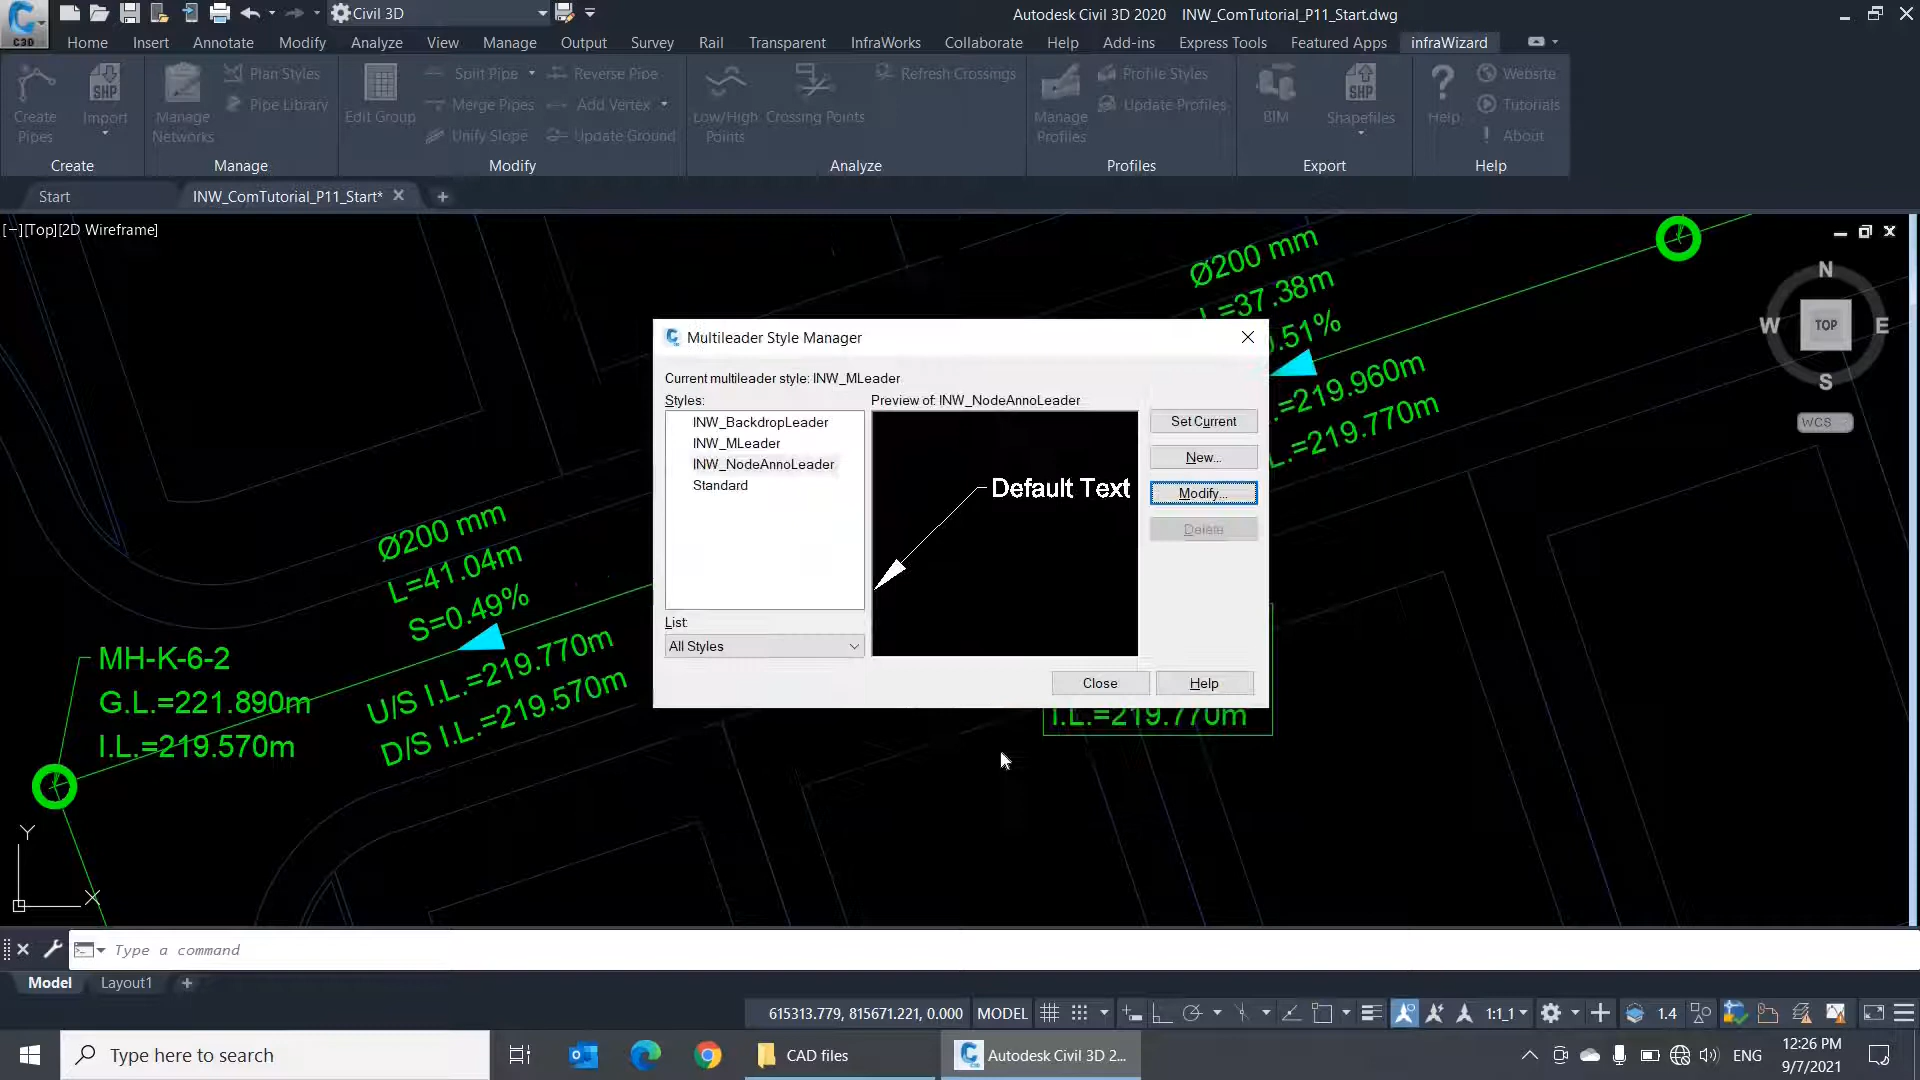 Civil 3D
Autodesk Civil 3D 2020 INW_ComTutorial_P11_Start.dwg
C3D
Home Insert Annotate Modify Analyze View Manage Output Survey Rail Transparent InfraWorks Collaborate Help Add-ins Express Tools Featured Apps infraWizard
Create Pipes
Import
Manage Networks
Plan Styles
Pipe Library
Edit Group
Split Pipe
Merge Pipes
Unify Slope
Reverse Pipe
Add Vertex
Update Ground
Low/High Points
Crossing Points
Refresh Crossings
Manage Profiles
Profile Styles
Update Profiles
BIM
SHP
Shapefiles
Help
Website
Tutorials
About
Create Manage Modify Analyze Profiles Export Help
Start INW_ComTutorial_P11_Start*
[−][Top][2D Wireframe]
N
W TOP E
S
WCS
Ø200 mm
L=37.38m
.51%
.=219.960m
L.=219.770m
Multileader Style Manager
Current multileader style: INW_MLeader
Styles:
Preview of: INW_NodeAnnoLeader
INW_BackdropLeader
INW_MLeader
INW_NodeAnnoLeader
Standard
Default Text
Set Current
New...
Modify...
Delete
List:
All Styles
Close
Help
I.L.=219.770m
Ø200 mm
L=41.04m
S=0.49%
U/S I.L.=219.770m
D/S I.L.=219.570m
MH-K-6-2
G.L.=221.890m
I.L.=219.570m
Y
X
Type a command
Model Layout1
615313.779, 815671.221, 0.000 MODEL 1:1_1 1.4
Type here to search
CAD files
Autodesk Civil 3D 2...
ENG
12:26 PM
9/7/2021